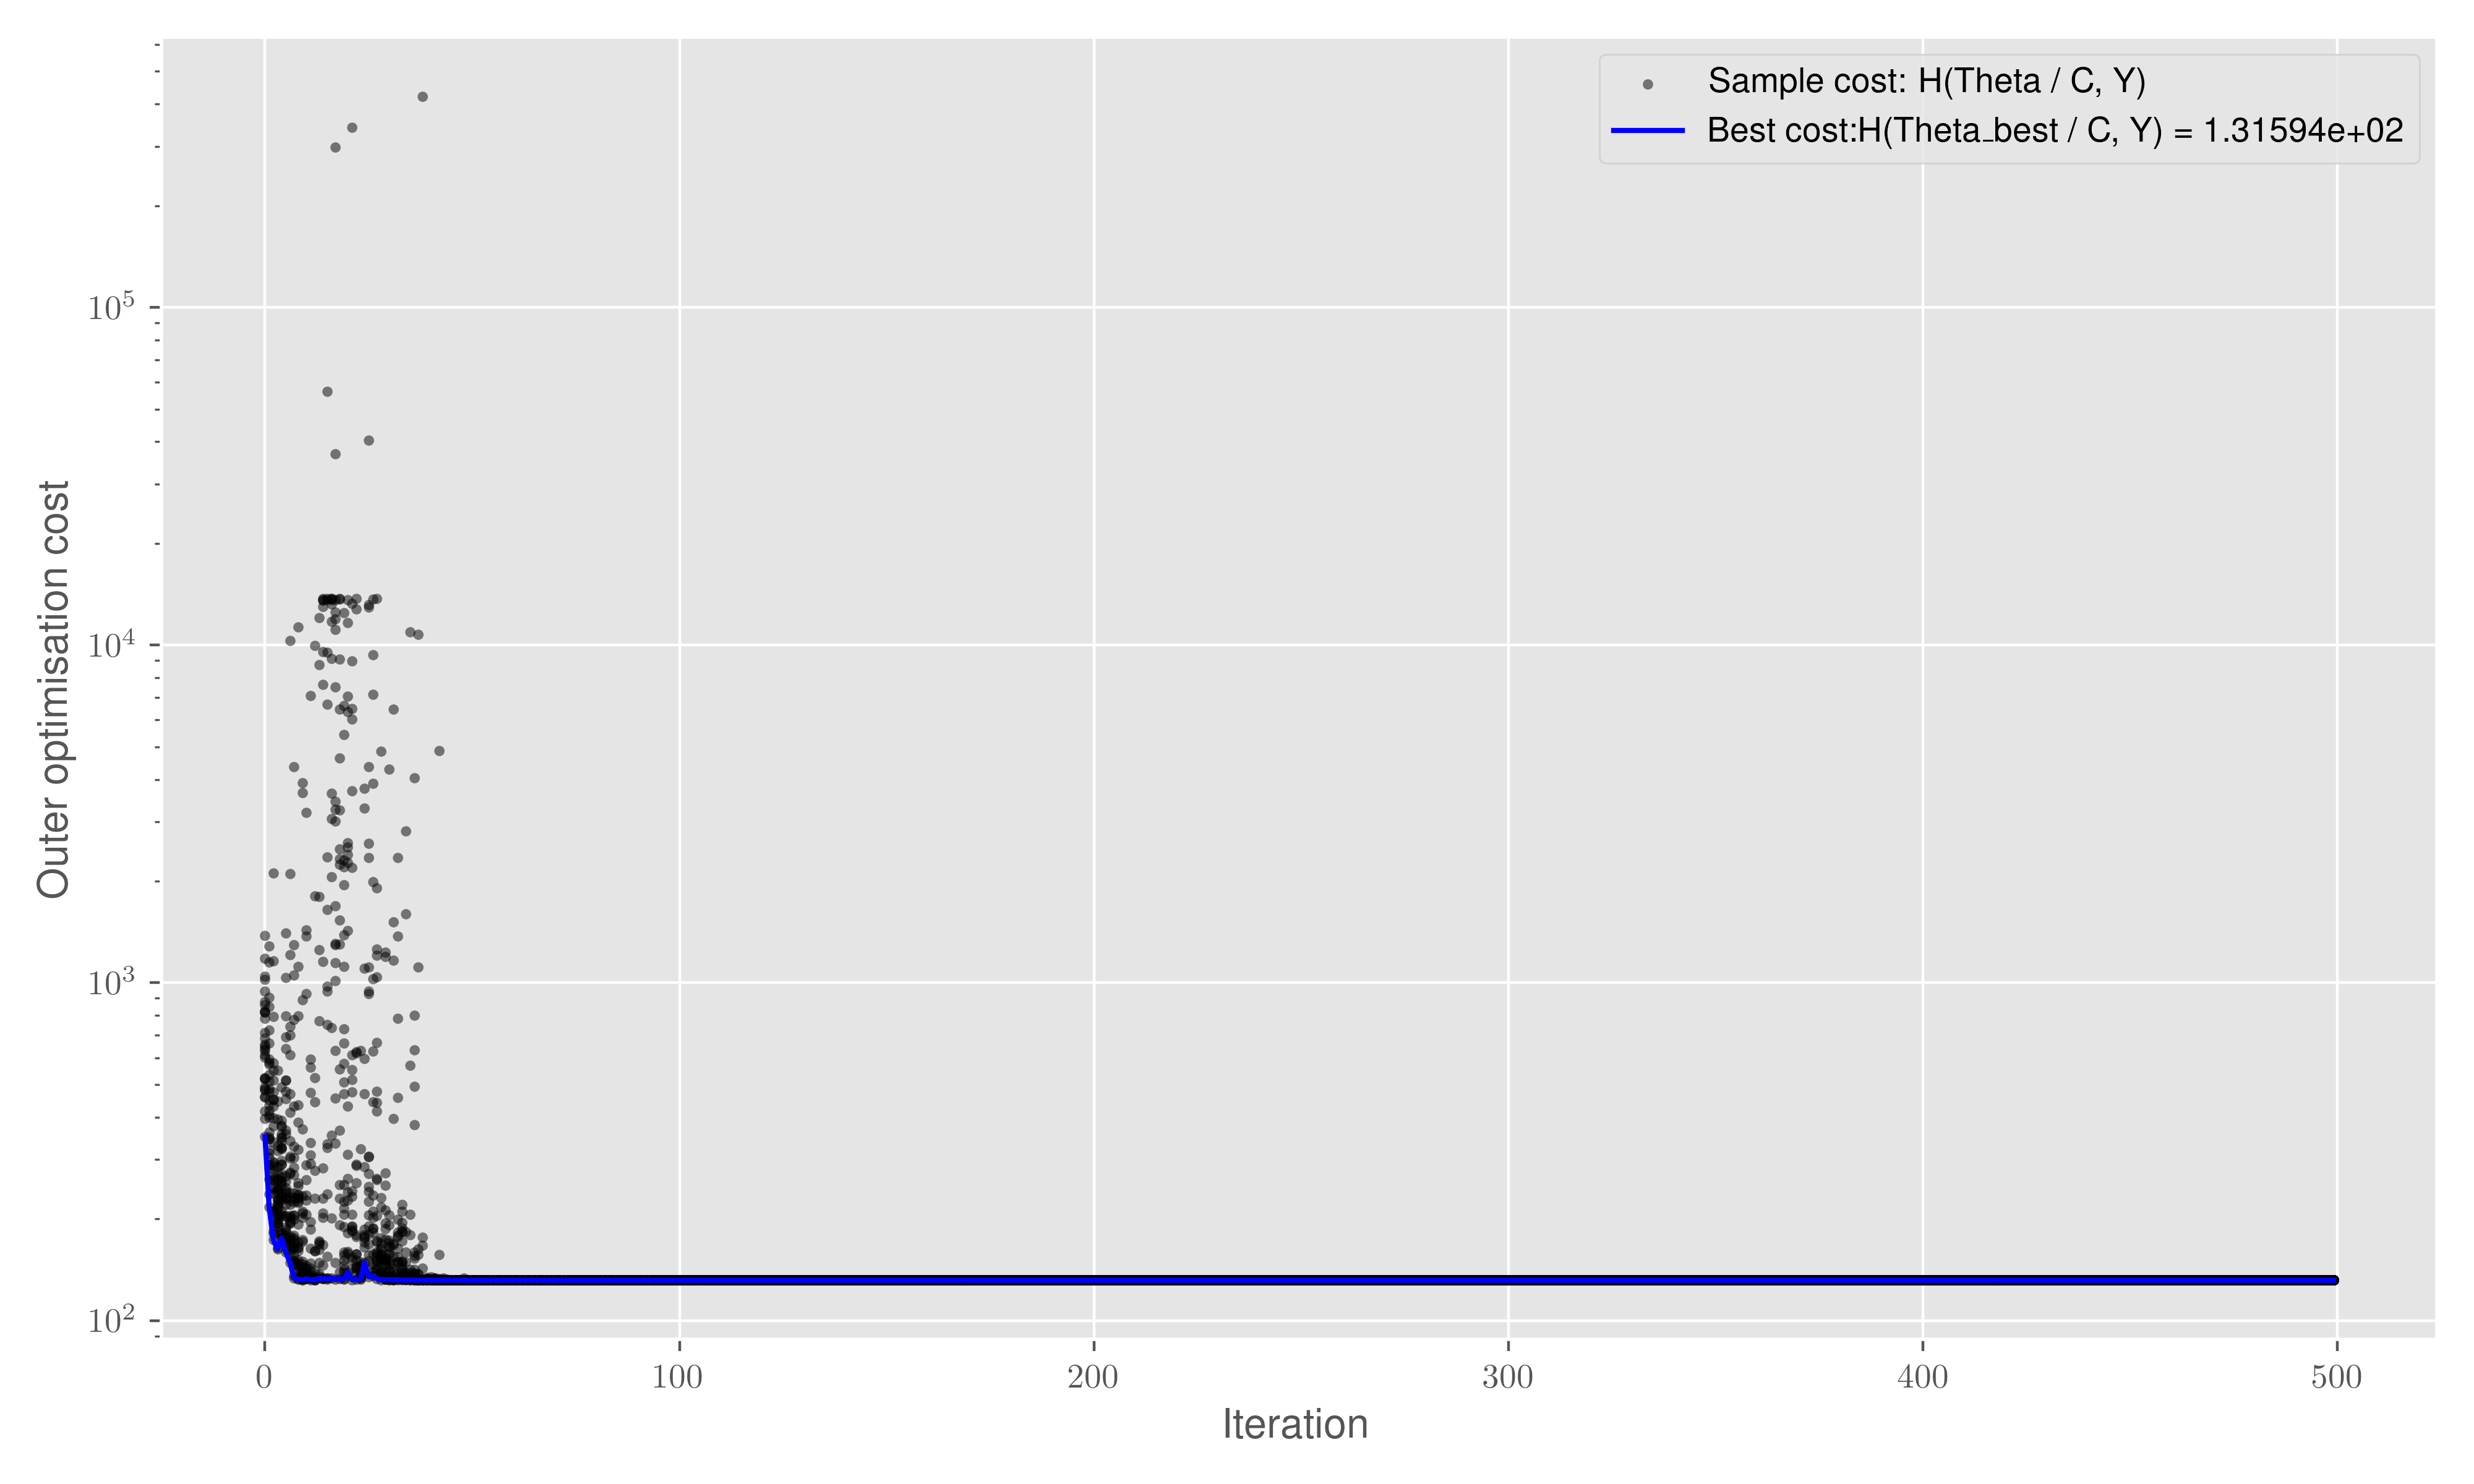 Sample cost: H(Theta / C, Y)
Best cost:H(Theta_best / C, Y) = 1.31594e+02
Outer optimisation cost
10^5
10^4
10^3
10^2
0 100 200 300 400 500
Iteration